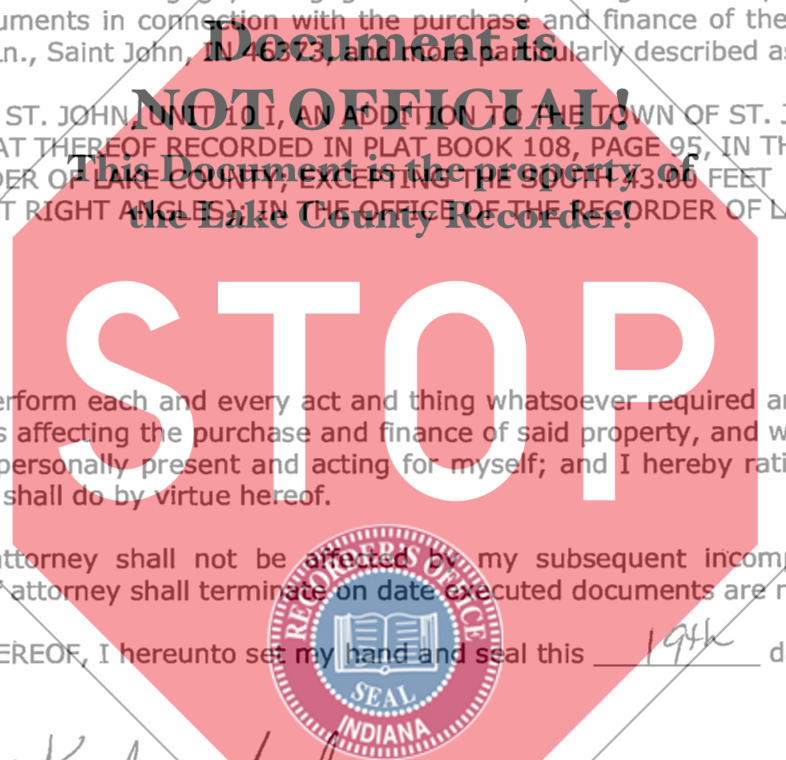 uments in connection with the purchase and finance of the
n., Saint John, IN 46373, and more particularly described as
Document is
ST. JOHN, UNIT 10 I, AN ADDITION TO THE TOWN OF ST. J
NOT OFFICIAL!
AT THEREOF RECORDED IN PLAT BOOK 108, PAGE 95, IN TH
This Document is the property of
DER OF LAKE COUNTY, EXCEPTING THE SOUTH 43.00 FEET
the Lake County Recorder!
T RIGHT ANGLES); IN THE OFFICE OF THE RECORDER OF L
STOP
erform each and every act and thing whatsoever required an
s affecting the purchase and finance of said property, and w
personally present and acting for myself; and I hereby rati
shall do by virtue hereof.
attorney shall not be affected by my subsequent incomp
attorney shall terminate on date executed documents are r
EREOF, I hereunto set my hand and seal this 19th d
RECORDER'S OFFICE
SEAL
INDIANA